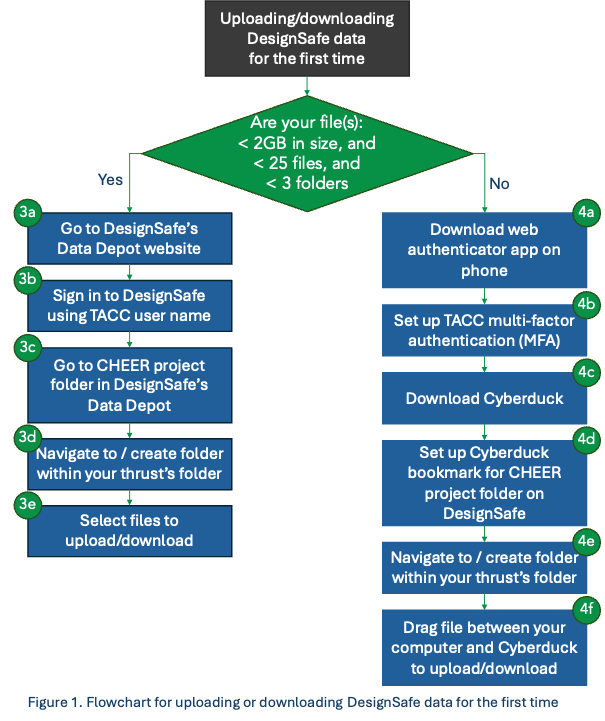 Uploading/downloading
DesignSafe data
for the first time
Are your file(s):
< 2GB in size, and
< 25 files, and
< 3 folders
Yes
No
3a
Go to DesignSafe's
Data Depot website
3b
Sign in to DesignSafe
using TACC user name
3c
Go to CHEER project
folder in DesignSafe's
Data Depot
3d
Navigate to / create folder
within your thrust's folder
3e
Select files to
upload/download
4a
Download web
authenticator app on
phone
4b
Set up TACC multi-factor
authentication (MFA)
4c
Download Cyberduck
4d
Set up Cyberduck
bookmark for CHEER
project folder on
DesignSafe
4e
Navigate to / create folder
within your thrust's folder
4f
Drag file between your
computer and Cyberduck
to upload/download
Figure 1. Flowchart for uploading or downloading DesignSafe data for the first time